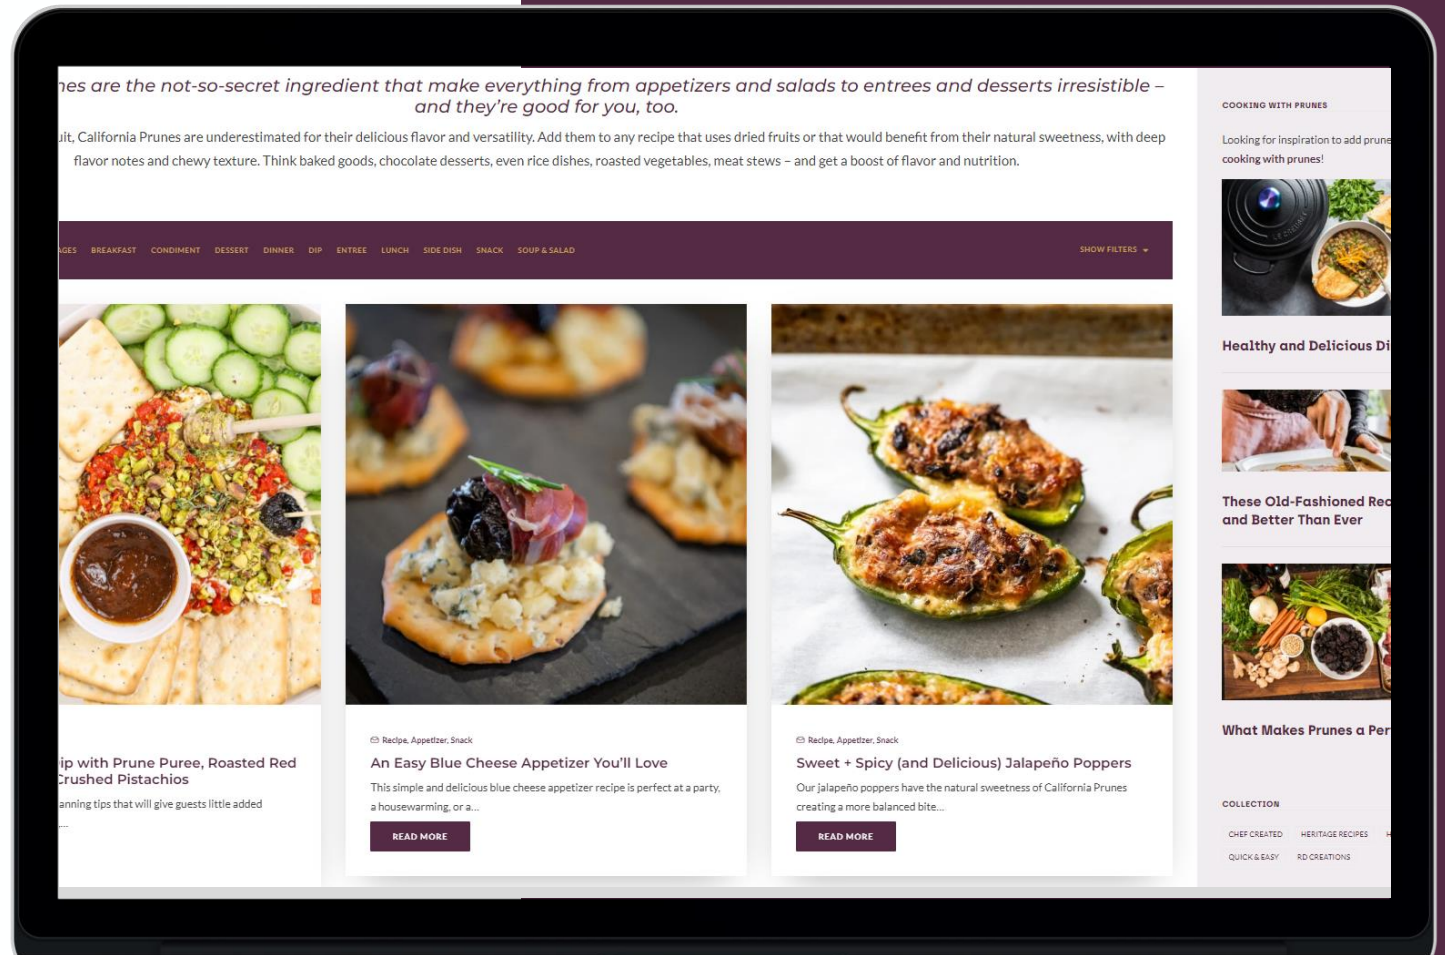 are the not-so-secret ingredient that make everything from appetizers and salads to entrees and desserts irresistible –
and they're good for you, too.
California Prunes are underestimated for their delicious flavor and versatility. Add them to any recipe that uses dried fruits or that would benefit from their natural sweetness, with deep
flavor notes and chewy texture. Think baked goods, chocolate desserts, even rice dishes, roasted vegetables, meat stews – and get a boost of flavor and nutrition.
BREAKFAST CONDIMENT DESSERT DINNER DIP ENTREE LUNCH SIDE DISH SNACK SOUP & SALAD SHOW FILTERS
with Prune Puree, Roasted Red
Crushed Pistachios
tips that will give guests little added
Recipe, Appetizer, Snack
An Easy Blue Cheese Appetizer You'll Love
This simple and delicious blue cheese appetizer recipe is perfect at a party,
a housewarming, or a...
READ MORE
Recipe, Appetizer, Snack
Sweet + Spicy (and Delicious) Jalapeño Poppers
Our jalapeño poppers have the natural sweetness of California Prunes
creating a more balanced bite...
READ MORE
COOKING WITH PRUNES
Looking for inspiration to add prune
cooking with prunes!
Healthy and Delicious Di
These Old-Fashioned Rec
and Better Than Ever
What Makes Prunes a Per
COLLECTION
CHEF CREATED HERITAGE RECIPES H
QUICK & EASY RD CREATIONS